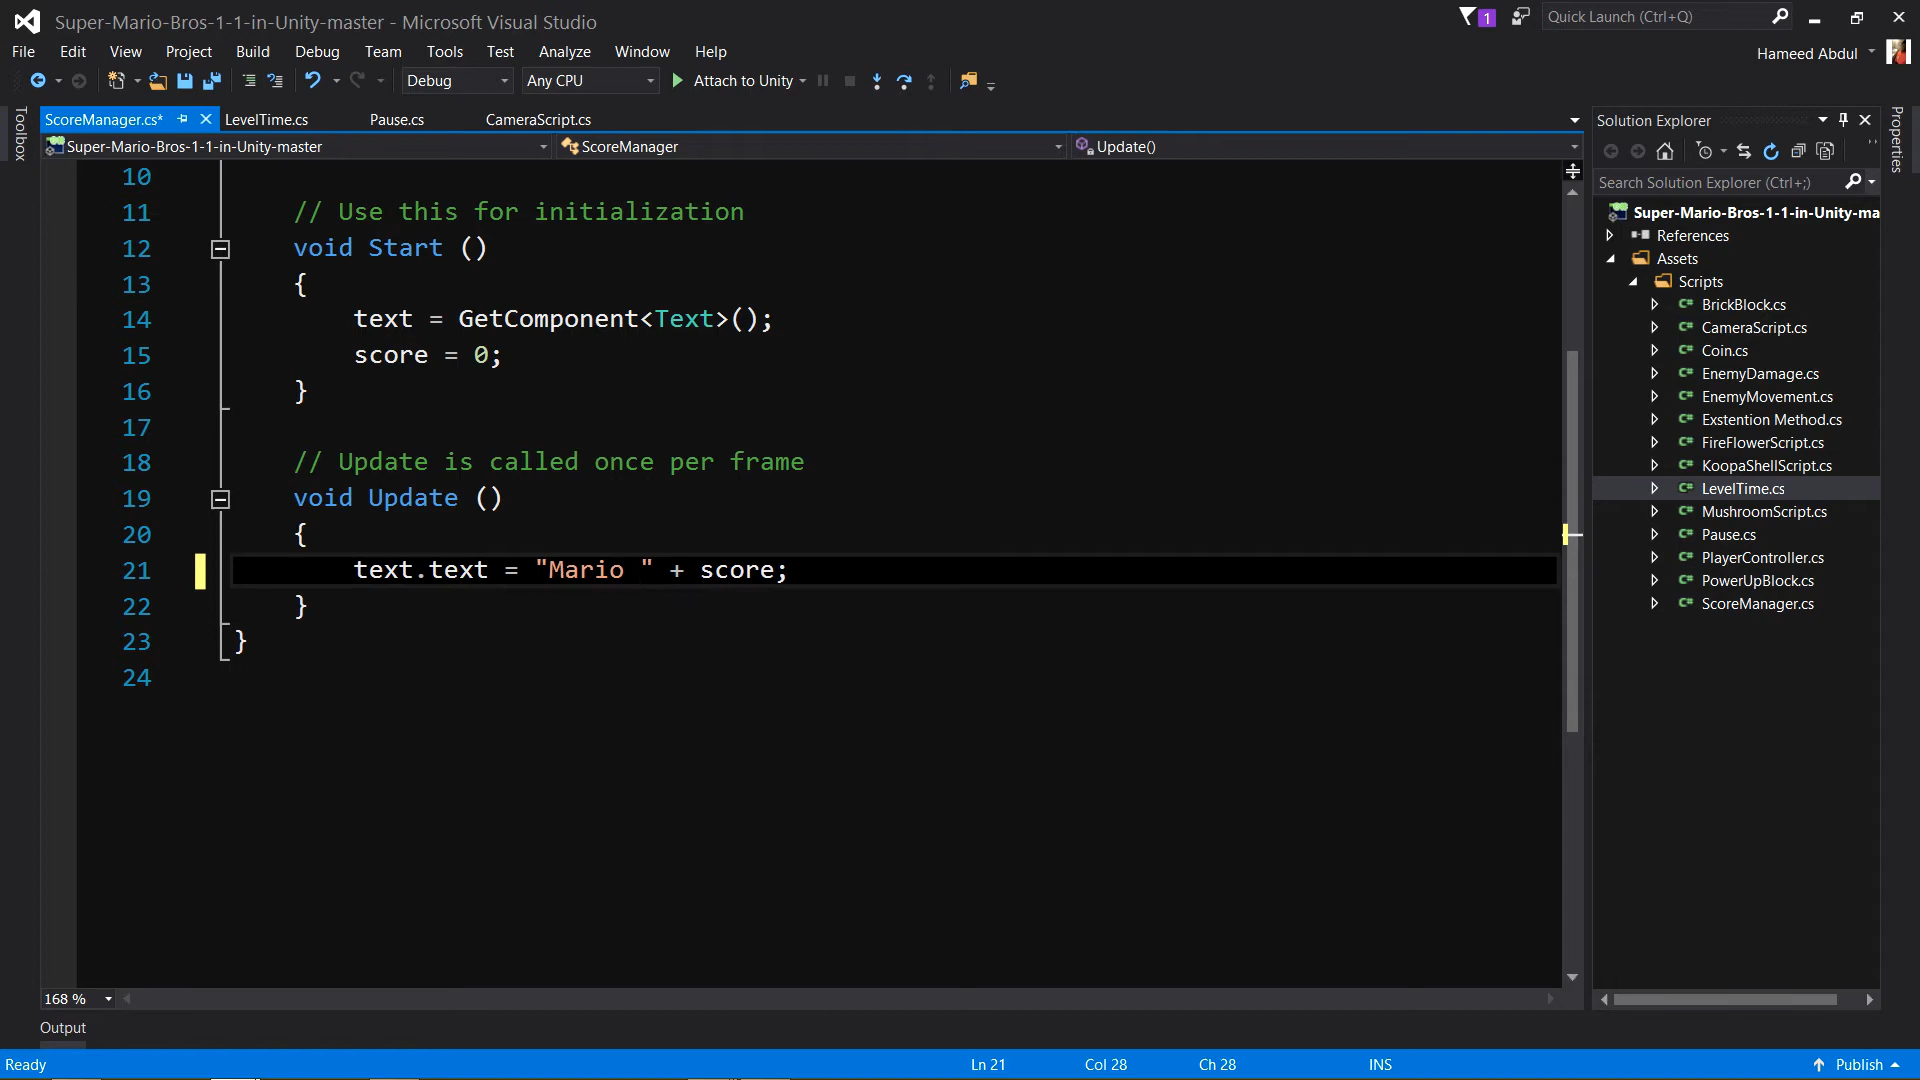 Super-Mario-Bros-1-1-in-Unity-master - Microsoft Visual Studio
1
Quick Launch (Ctrl+Q)
File Edit View Project Build Debug Team Tools Test Analyze Window Help
Hameed Abdul
Debug
Any CPU
Attach to Unity
Toolbox
ScoreManager.cs*
LevelTime.cs
Pause.cs
CameraScript.cs
Super-Mario-Bros-1-1-in-Unity-master
ScoreManager
Update()
10
11 // Use this for initialization
12 void Start ()
13 {
14 text = GetComponent<Text>();
15 score = 0;
16 }
17
18 // Update is called once per frame
19 void Update ()
20 {
21 text.text = "Mario " + score;
22 }
23 }
24
168 %
Solution Explorer
Search Solution Explorer (Ctrl+;)
Super-Mario-Bros-1-1-in-Unity-ma
References
Assets
Scripts
BrickBlock.cs
CameraScript.cs
Coin.cs
EnemyDamage.cs
EnemyMovement.cs
Exstention Method.cs
FireFlowerScript.cs
KoopaShellScript.cs
LevelTime.cs
MushroomScript.cs
Pause.cs
PlayerController.cs
PowerUpBlock.cs
ScoreManager.cs
Properties
Output
Ready
Ln 21
Col 28
Ch 28
INS
Publish